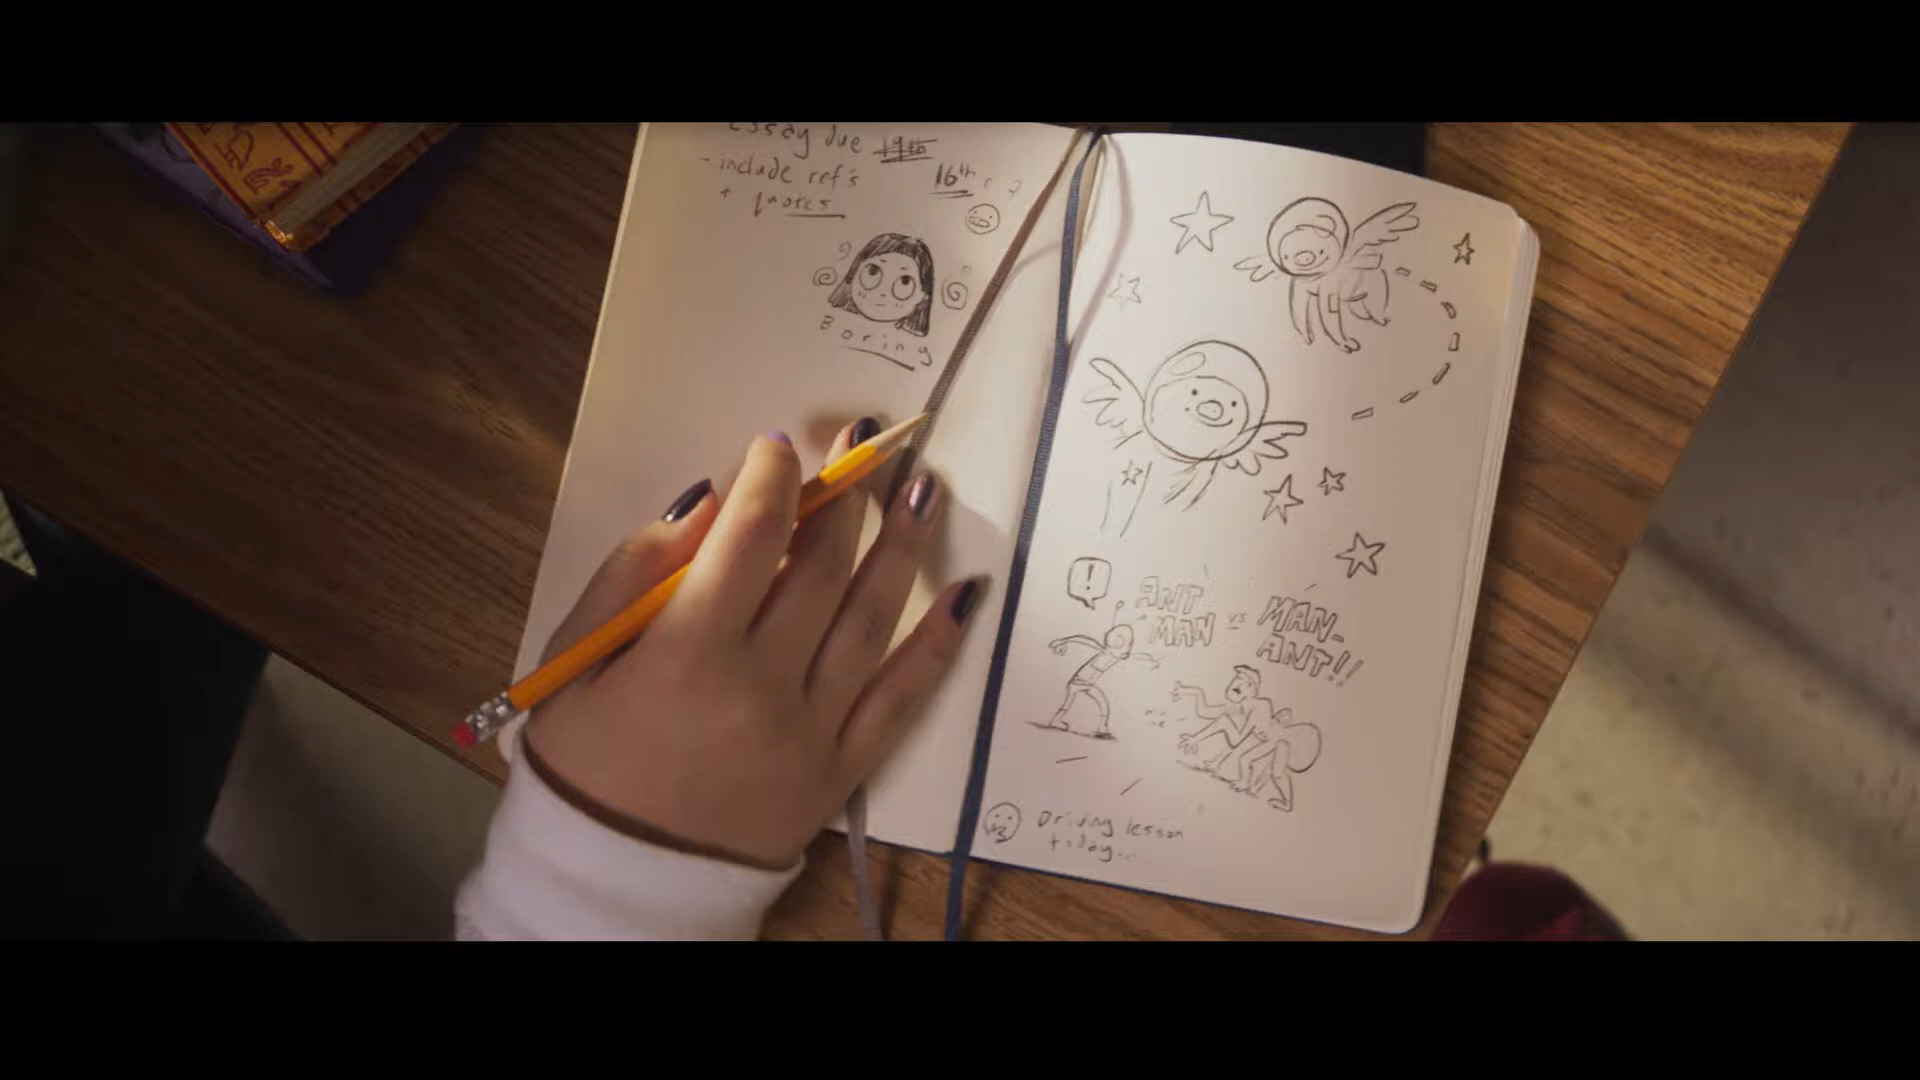 Essay due 19th
- include ref's 16th
+ quotes
Boring
!
ANT
MAN vs MAN-
ANT!!
Driving lesson
today..